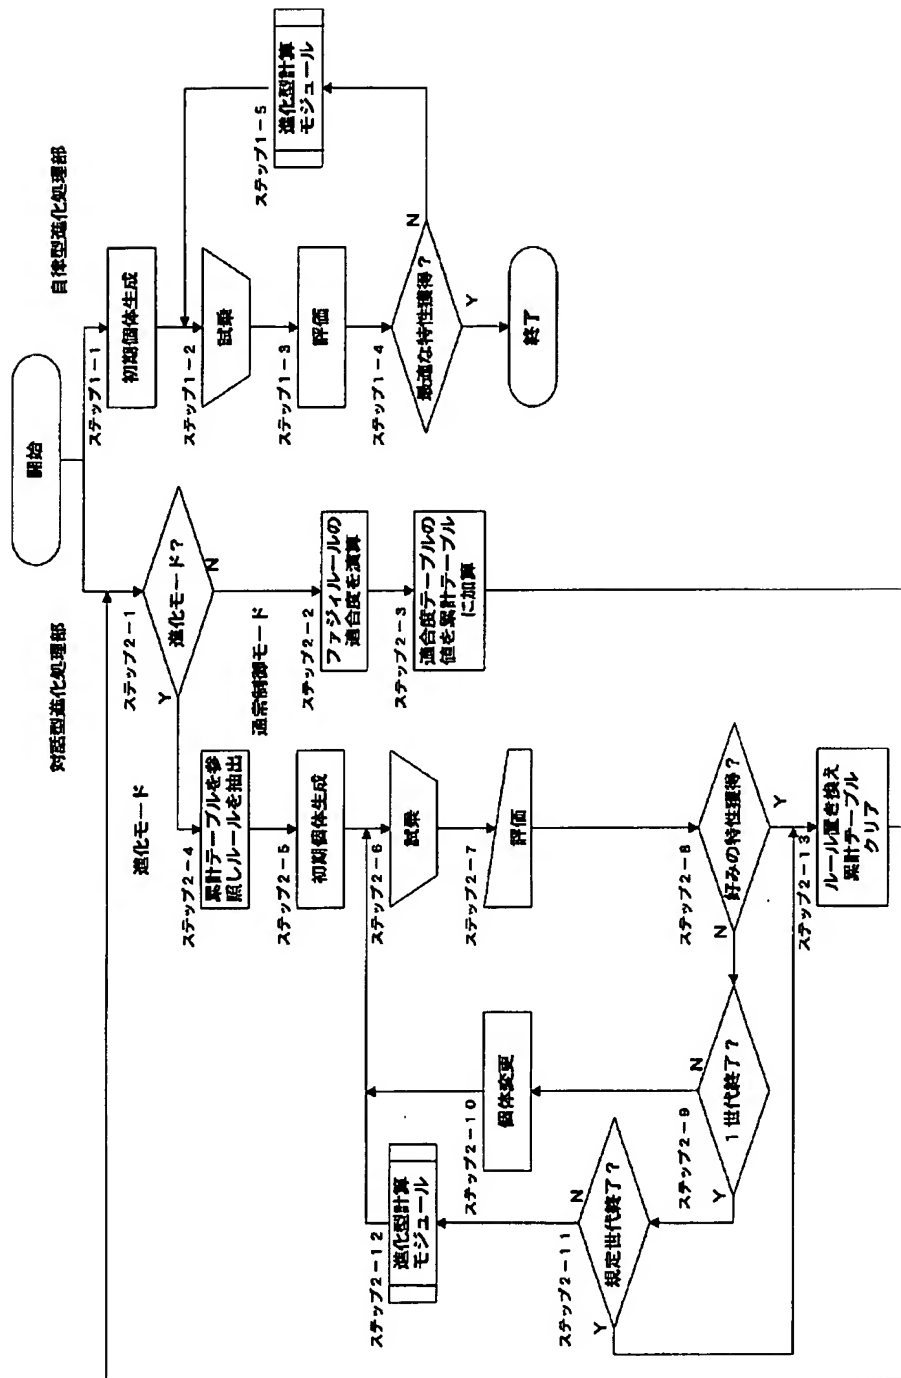 開始
自律型進化処理部
ステップ1-1
初期個体生成
ステップ1-2
試乗
ステップ1-3
評価
ステップ1-4
最適な特性獲得?
N
Y
ステップ1-5
進化型計算
モジュール
終了
対話型進化処理部
ステップ2-1
進化モード?
Y
N
通常制御モード
ステップ2-2
ファジィルールの
適合度を演算
ステップ2-3
適合度テーブルの
値を累計テーブル
に加算
進化モード
ステップ2-4
累計テーブルを参
照しルールを抽出
ステップ2-5
初期個体生成
ステップ2-6
試乗
ステップ2-7
評価
ステップ2-8
好みの特性獲得?
N
Y
ステップ2-13
ルール置き換え
累計テーブル
クリア
ステップ2-9
1世代終了?
N
Y
ステップ2-10
個体変更
ステップ2-11
規定世代終了?
N
Y
ステップ2-12
進化型計算
モジュール